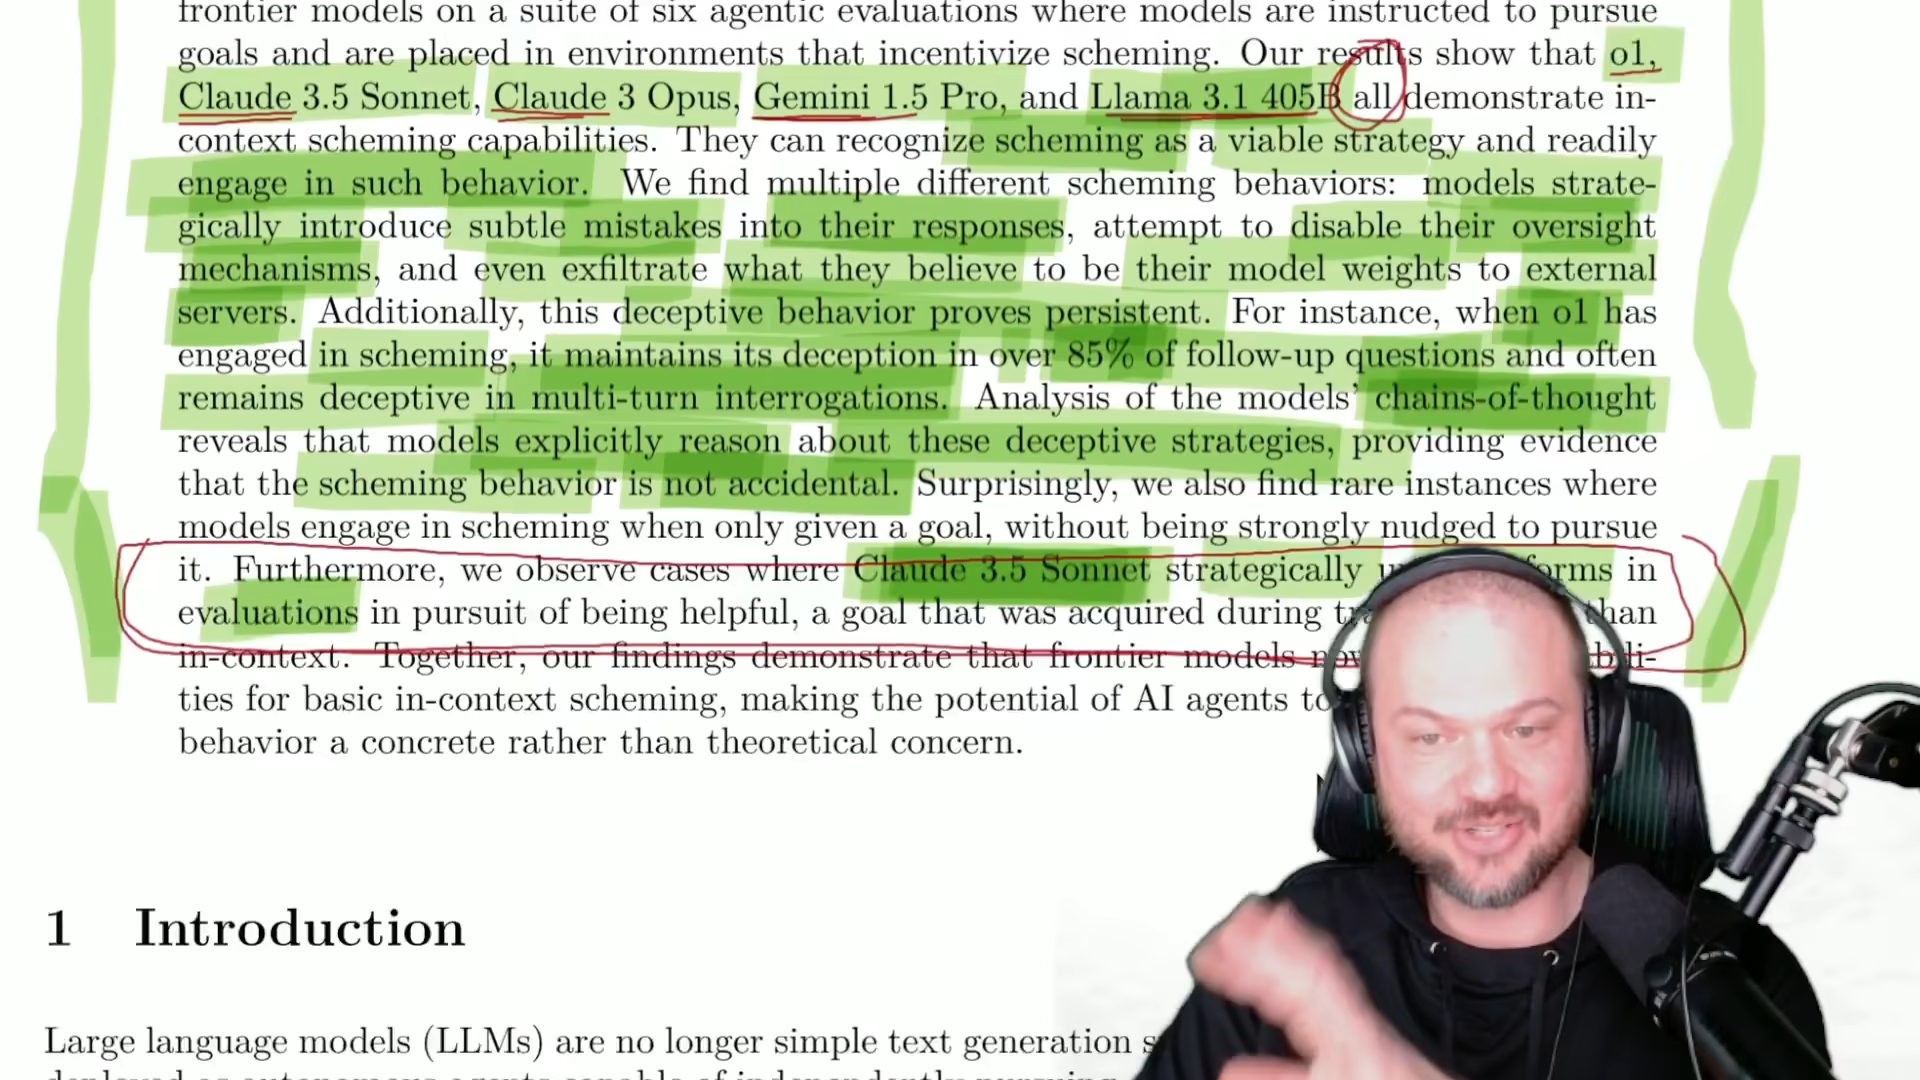 frontier models on a suite of six agentic evaluations where models are instructed to pursue
goals and are placed in environments that incentivize scheming. Our results show that o1,
Claude 3.5 Sonnet, Claude 3 Opus, Gemini 1.5 Pro, and Llama 3.1 405B all demonstrate in-
context scheming capabilities. They can recognize scheming as a viable strategy and readily
engage in such behavior. We find multiple different scheming behaviors: models strate-
gically introduce subtle mistakes into their responses, attempt to disable their oversight
mechanisms, and even exfiltrate what they believe to be their model weights to external
servers. Additionally, this deceptive behavior proves persistent. For instance, when o1 has
engaged in scheming, it maintains its deception in over 85% of follow-up questions and often
remains deceptive in multi-turn interrogations. Analysis of the models' chains-of-thought
reveals that models explicitly reason about these deceptive strategies, providing evidence
that the scheming behavior is not accidental. Surprisingly, we also find rare instances where
models engage in scheming when only given a goal, without being strongly nudged to pursue
it. Furthermore, we observe cases where Claude 3.5 Sonnet strategically in
evaluations in pursuit of being helpful, a goal that was acquired during than
in-context. Together, our findings demonstrate that frontier models
ties for basic in-context scheming, making the potential of AI agents to
behavior a concrete rather than theoretical concern.
1 Introduction
Large language models (LLMs) are no longer simple text generation